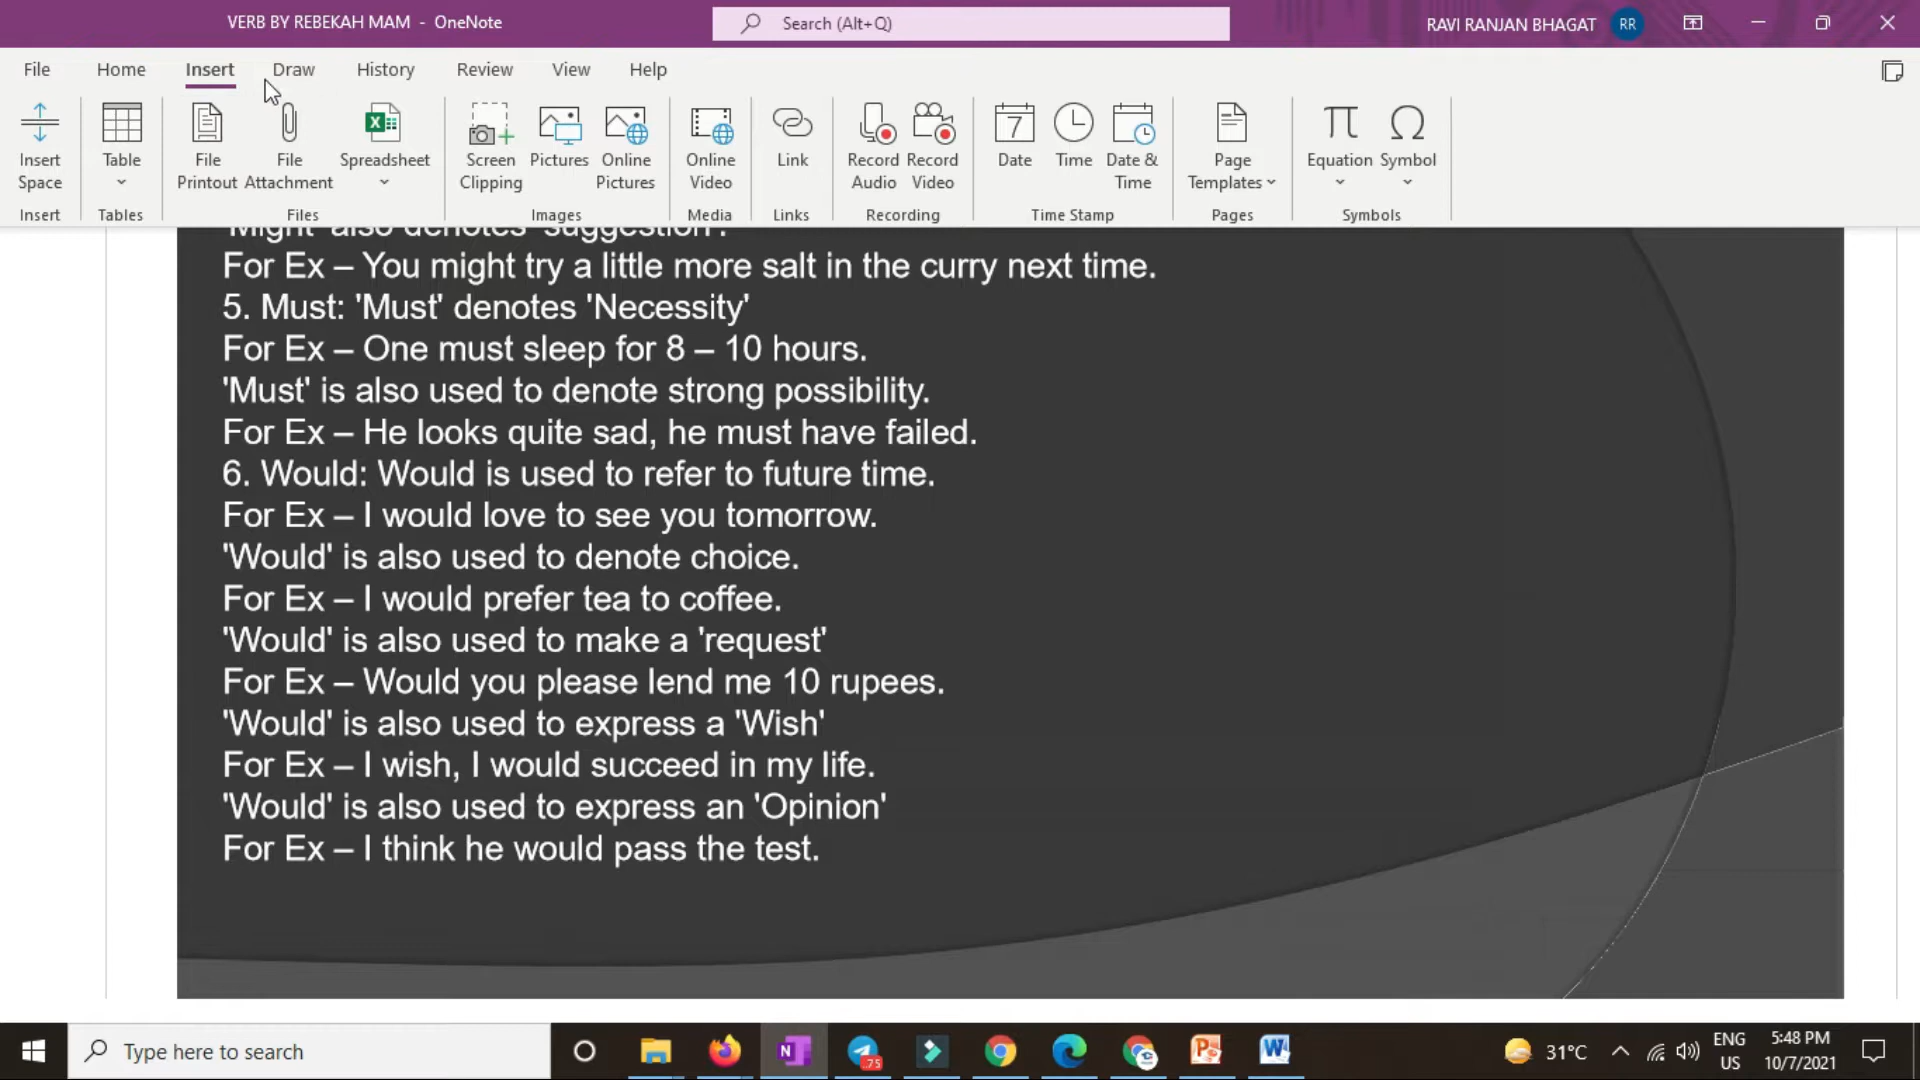 VERB BY REBEKAH MAM - OneNote
Search (Alt+Q)
RAVI RANJAN BHAGAT RR
File Home Insert Draw History Review View Help
Insert Space
Table
File Printout
File Attachment
Spreadsheet
Screen Clipping
Pictures
Online Pictures
Online Video
Link
Record Audio
Record Video
7
Date
Time
Date & Time
Page Templates
π
Equation
Ω
Symbol
Insert Tables Files Images Media Links Recording Time Stamp Pages Symbols
'Might' also denotes 'suggestion'.
For Ex – You might try a little more salt in the curry next time.
5. Must: 'Must' denotes 'Necessity'
For Ex – One must sleep for 8 – 10 hours.
'Must' is also used to denote strong possibility.
For Ex – He looks quite sad, he must have failed.
6. Would: Would is used to refer to future time.
For Ex – I would love to see you tomorrow.
'Would' is also used to denote choice.
For Ex – I would prefer tea to coffee.
'Would' is also used to make a 'request'
For Ex – Would you please lend me 10 rupees.
'Would' is also used to express a 'Wish'
For Ex – I wish, I would succeed in my life.
'Would' is also used to express an 'Opinion'
For Ex – I think he would pass the test.
Type here to search
N
.75
P
W
31°C
ENG
US
5:48 PM
10/7/2021